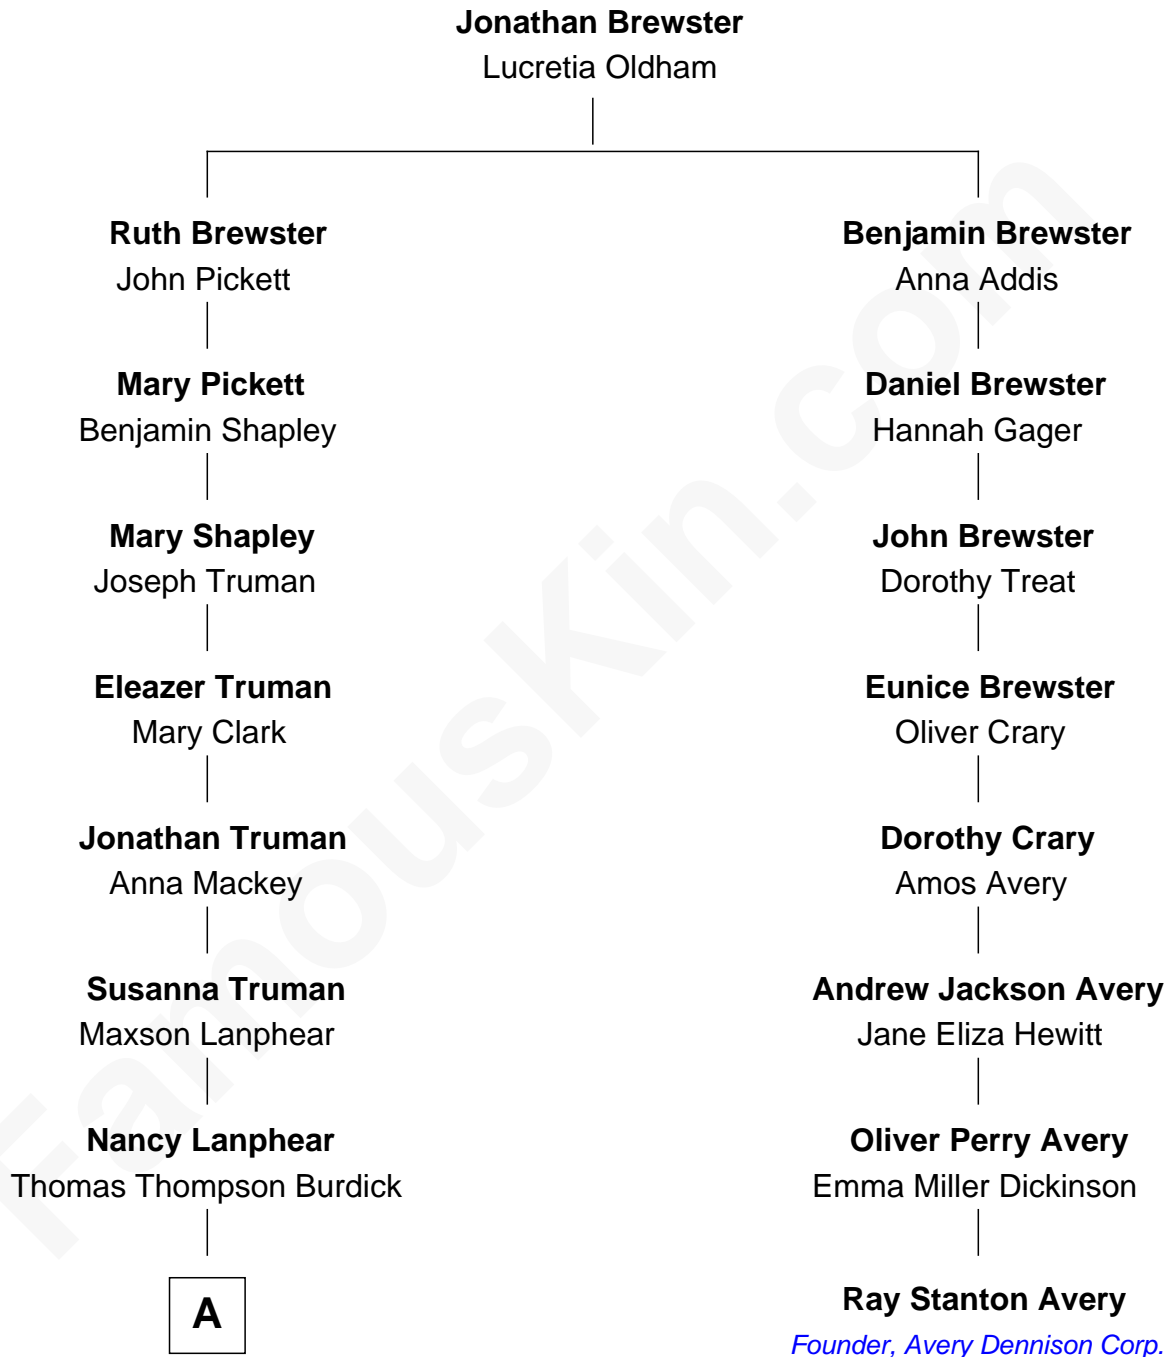 Jonathan Brewster
Lucretia Oldham
Ruth Brewster
John Pickett
Benjamin Brewster
Anna Addis
Mary Pickett
Benjamin Shapley
Daniel Brewster
Hannah Gager
Mary Shapley
Joseph Truman
John Brewster
Dorothy Treat
Eleazer Truman
Mary Clark
Eunice Brewster
Oliver Crary
Jonathan Truman
Anna Mackey
Dorothy Crary
Amos Avery
Susanna Truman
Maxson Lanphear
Andrew Jackson Avery
Jane Eliza Hewitt
Nancy Lanphear
Thomas Thompson Burdick
Oliver Perry Avery
Emma Miller Dickinson
A
Ray Stanton Avery
Founder, Avery Dennison Corp.
FamousKin.com